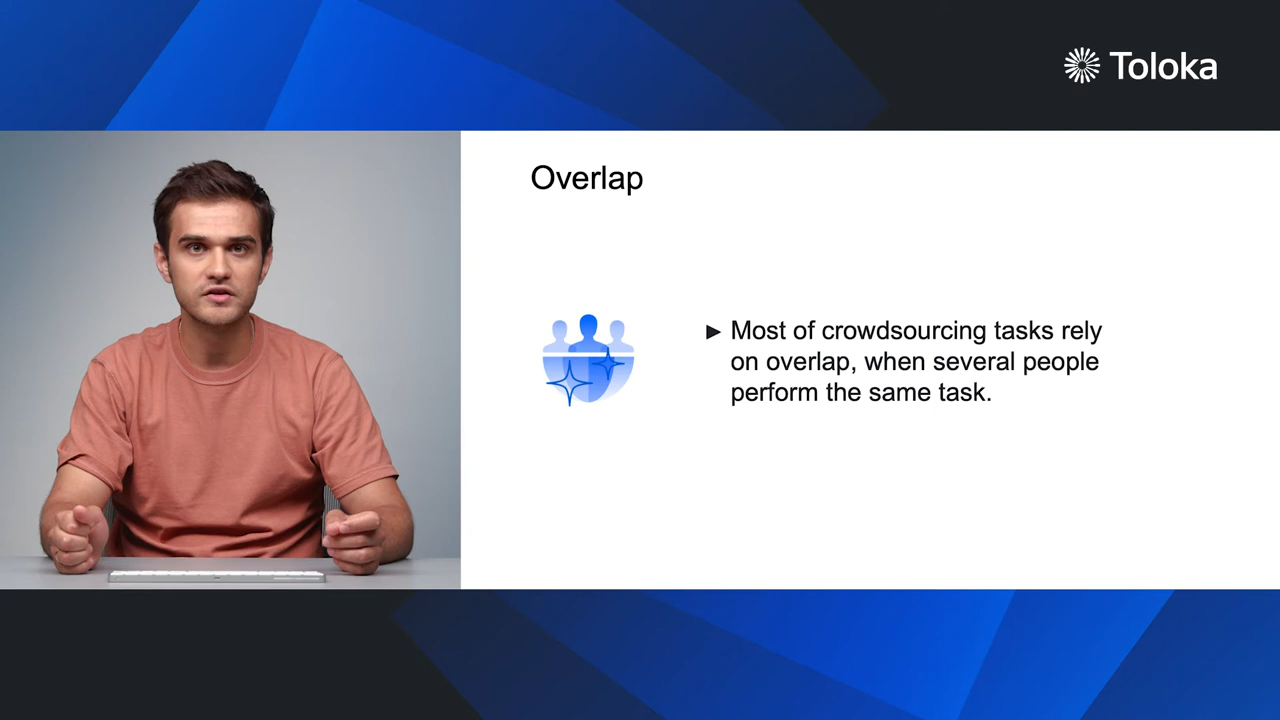 Toloka
Overlap
► Most of crowdsourcing tasks rely
on overlap, when several people
perform the same task.